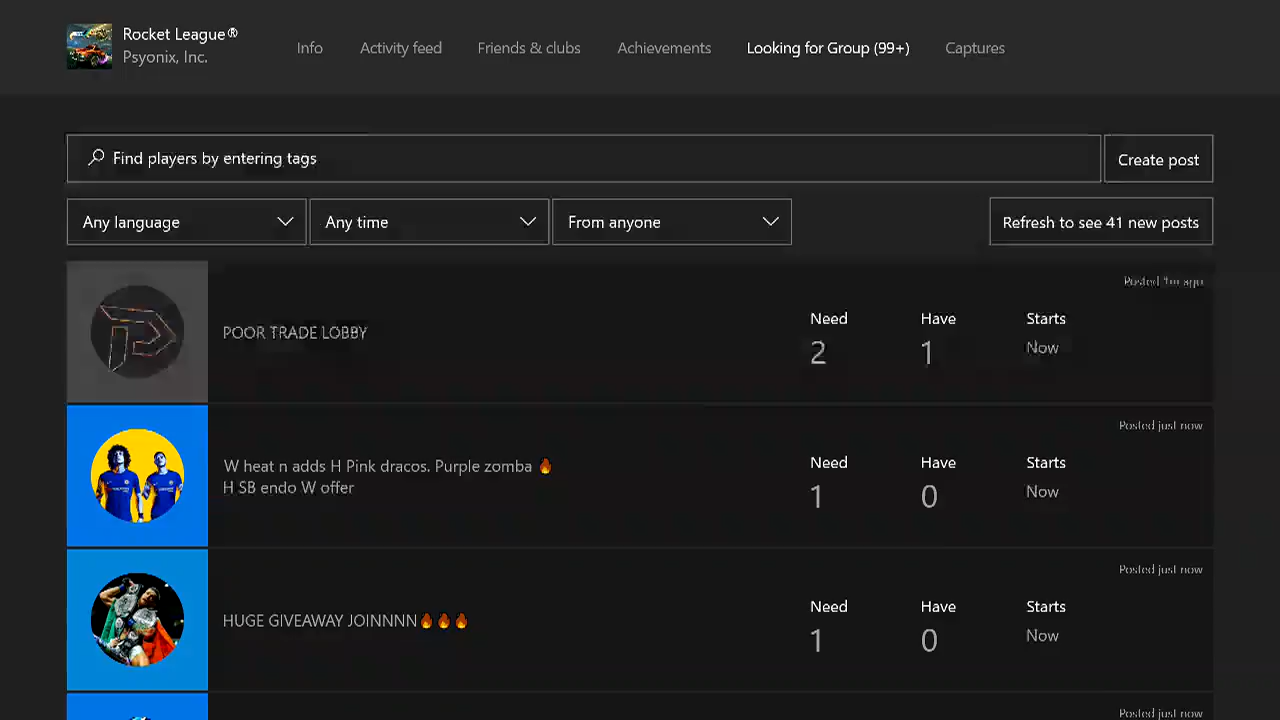 Rocket League®
Psyonix, Inc.
Info
Activity feed
Friends & clubs
Achievements
Looking for Group (99+)
Captures
Find players by entering tags
Create post
Any language
Any time
From anyone
Refresh to see 41 new posts
Posted 1m ago
POOR TRADE LOBBY
Need
Have
Starts
2
1
Now
Posted just now
W heat n adds H Pink dracos. Purple zomba 🔥
H SB endo W offer
Need
Have
Starts
1
0
Now
Posted just now
HUGE GIVEAWAY JOINNNN🔥🔥🔥
Need
Have
Starts
1
0
Now
Posted just now